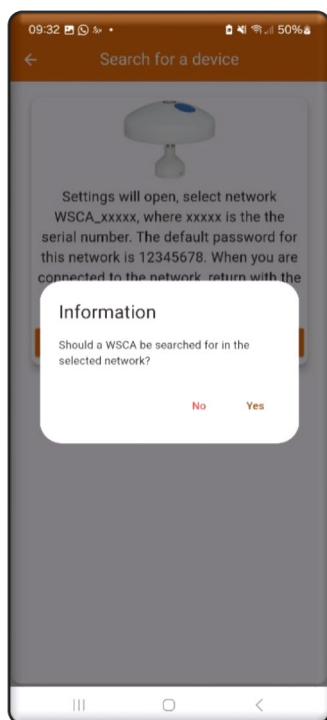 09:32
50%
Search for a device
Settings will open, select network
WSCA_xxxxx, where xxxxx is the the
serial number. The default password for
this network is 12345678. When you are
connected to the network, return with the
Information
Should a WSCA be searched for in the
selected network?
No Yes